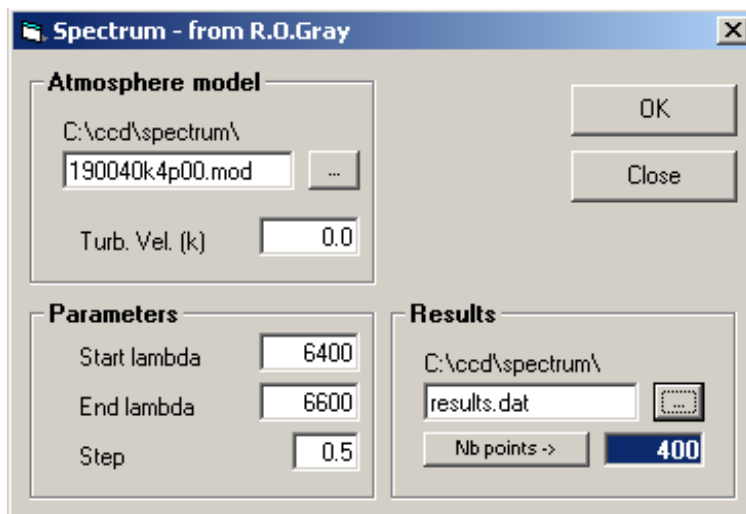 Spectrum - from R.O.Gray
Atmosphere model
C:\ccd\spectrum\
190040k4p00.mod
...
Turb. Vel. (k)
0.0
OK
Close
Parameters
Start lambda
6400
End lambda
6600
Step
0.5
Results
C:\ccd\spectrum\
results.dat
...
Nb points ->
400